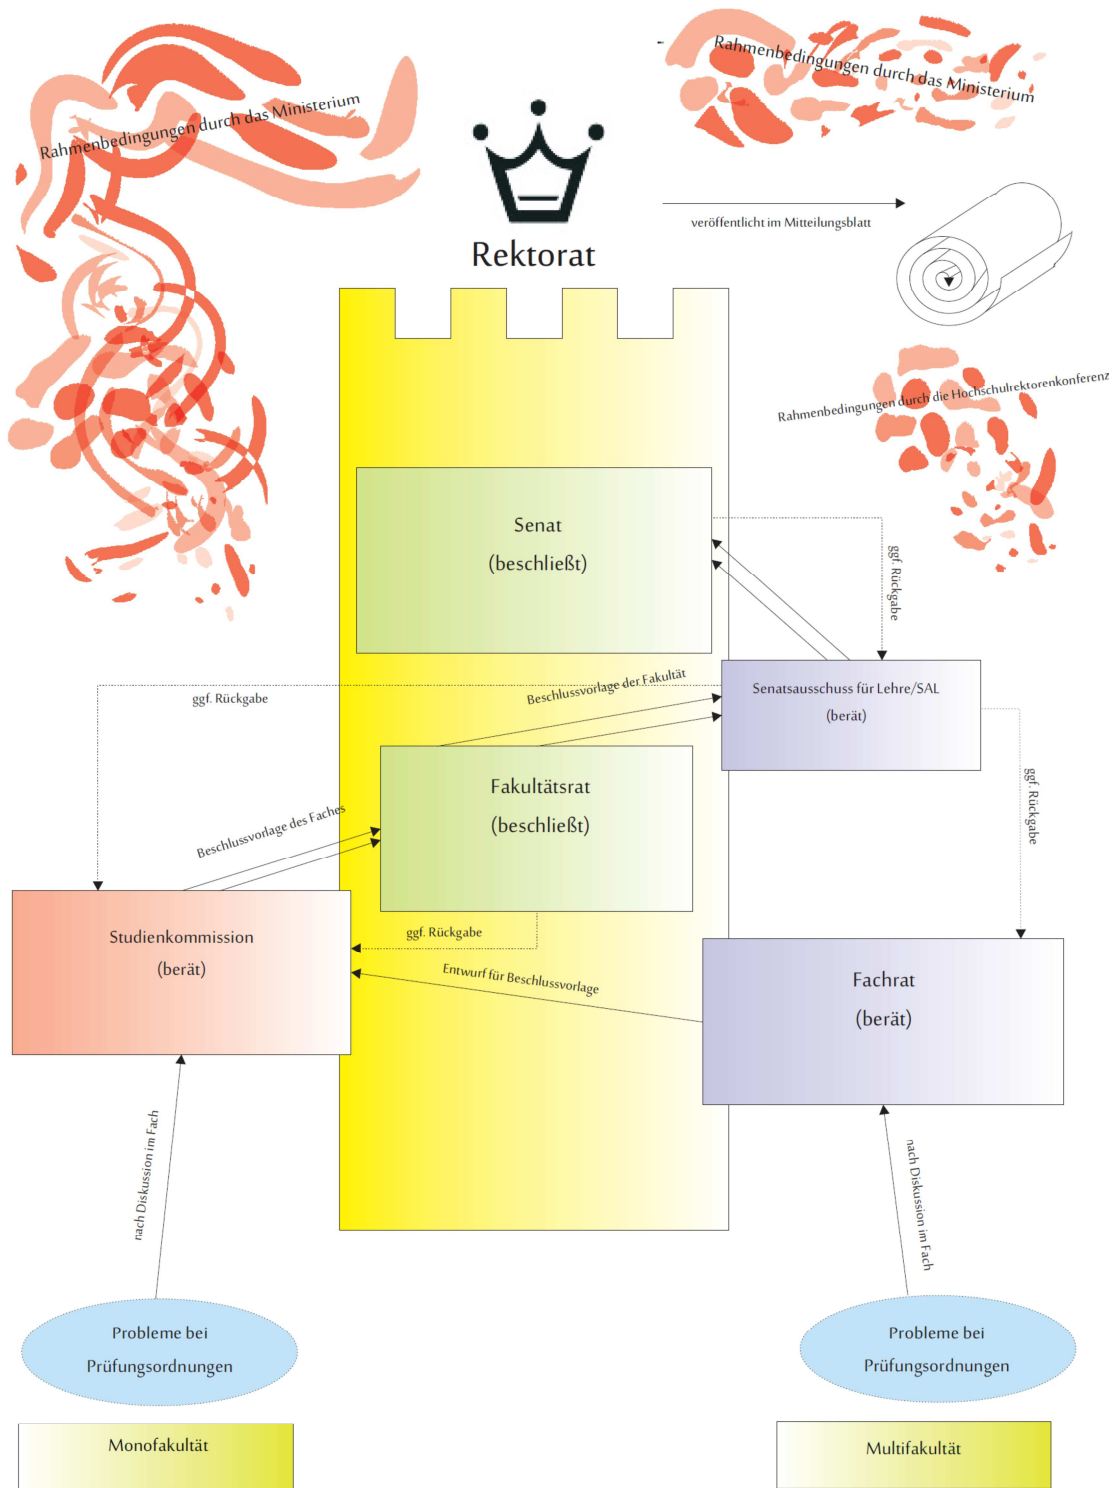 Rahmenbedingungen durch das Ministerium
Rahmenbedingungen durch das Ministerium
veröffentlicht im Mitteilungsblatt
Rektorat
Rahmenbedingungen durch die Hochschulrektorenkonferenz
Senat
(beschließt)
ggf. Rückgabe
Senatsausschuss für Lehre/SAL
(berät)
Beschlussvorlage der Fakultät
ggf. Rückgabe
Fakultätsrat
(beschließt)
ggf. Rückgabe
Beschlussvorlage des Faches
Studienkommission
(berät)
ggf. Rückgabe
Entwurf für Beschlussvorlage
Fachrat
(berät)
nach Diskussion im Fach
nach Diskussion im Fach
Probleme bei
Prüfungsordnungen
Probleme bei
Prüfungsordnungen
Monofakultät
Multifakultät